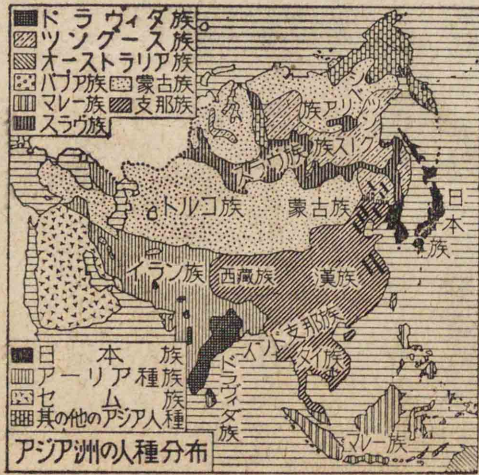 ドラヴィダ族
ツングース族
オーストラリア族
パプア族 蒙古族
マレー族 支那族
スラヴ族
日本族
トルコ族
蒙古族
イラン族
西藏族
漢族
支那族
タイ族
ドラヴィダ族
マレー族
日本族
アーリア種族
セム族
其の他のアジア人種
アジア洲の人種分布